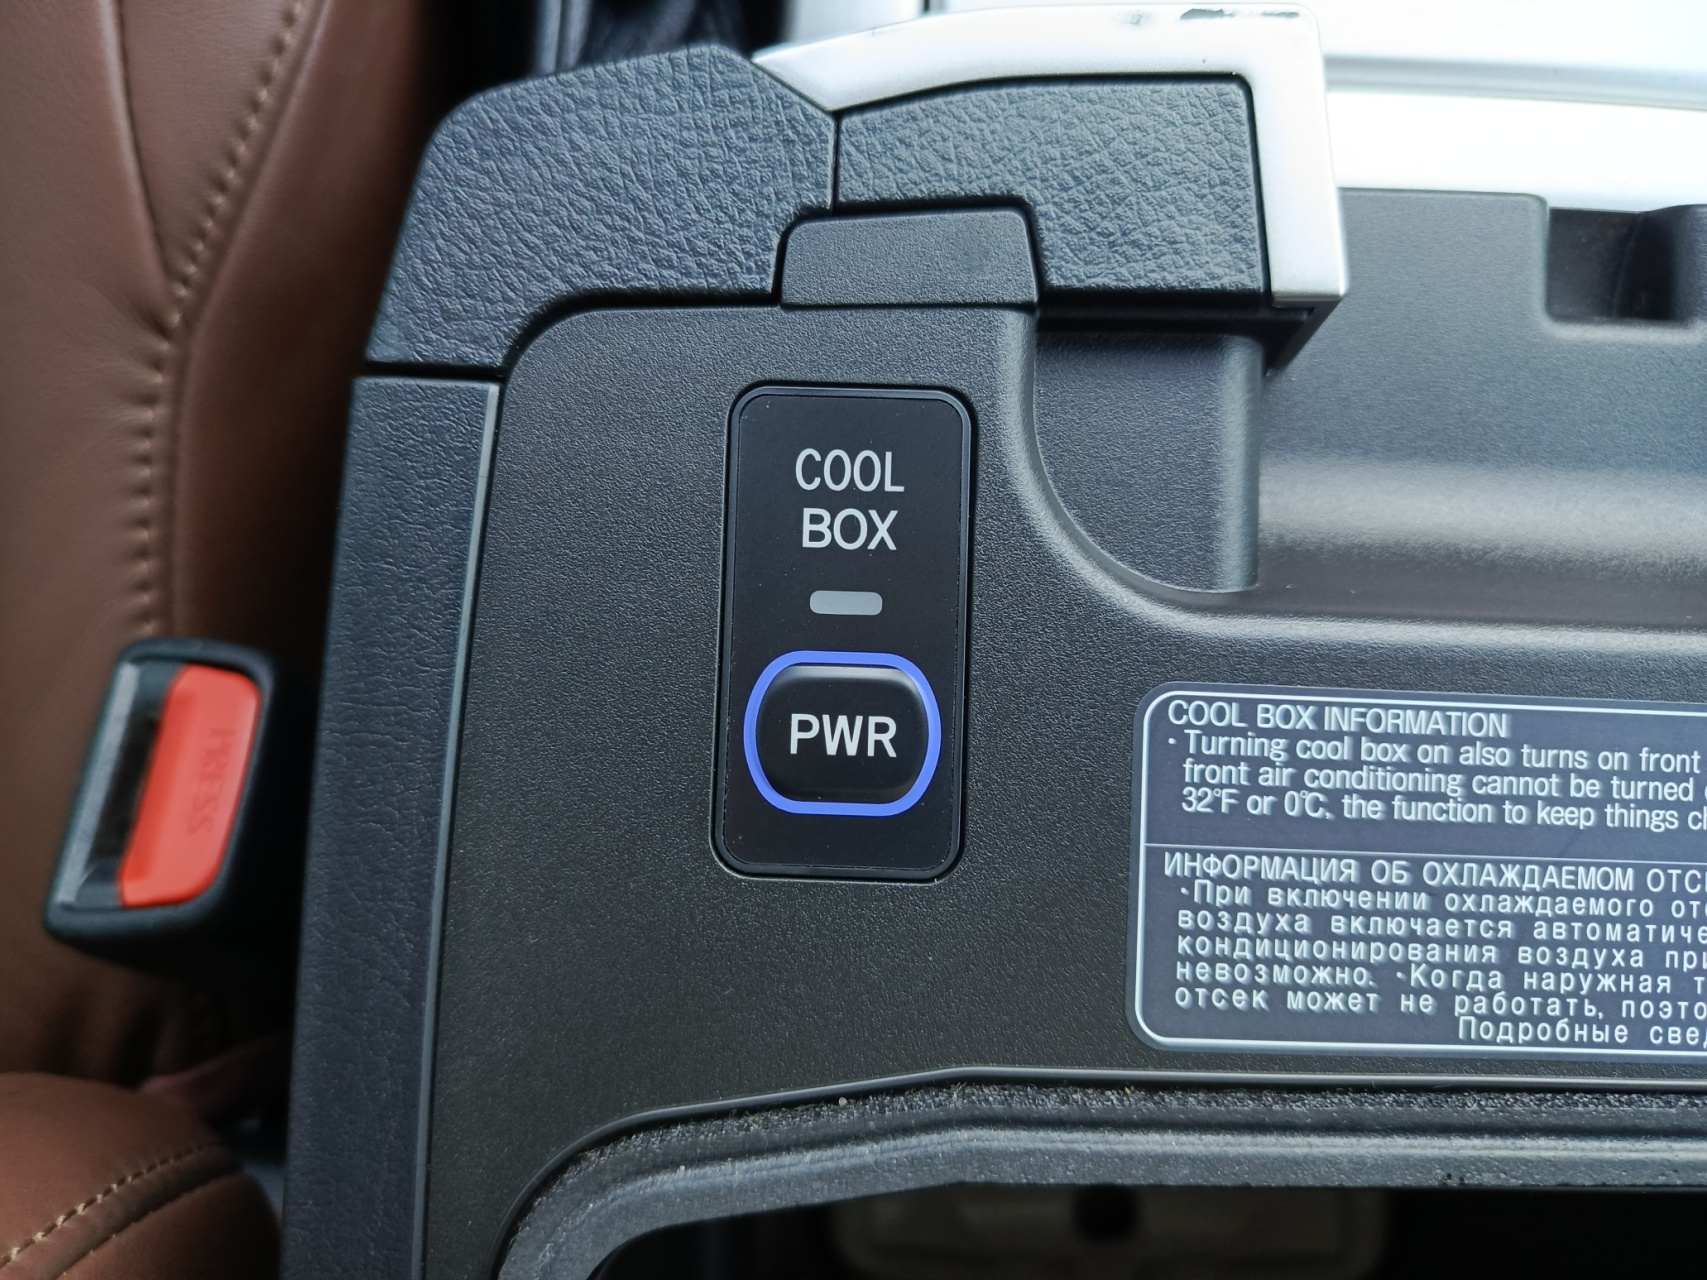 COOL
BOX
PWR
PRESS
COOL BOX INFORMATION
· Turning cool box on also turns on front
front air conditioning cannot be turned
32°F or 0°C, the function to keep things
ИНФОРМАЦИЯ ОБ ОХЛАЖДАЕМОМ
·При включении охлаждаемого
воздуха включается
кондиционирования воздуха
невозможно. ·Когда наружная
отсек может не работать,
Подробные